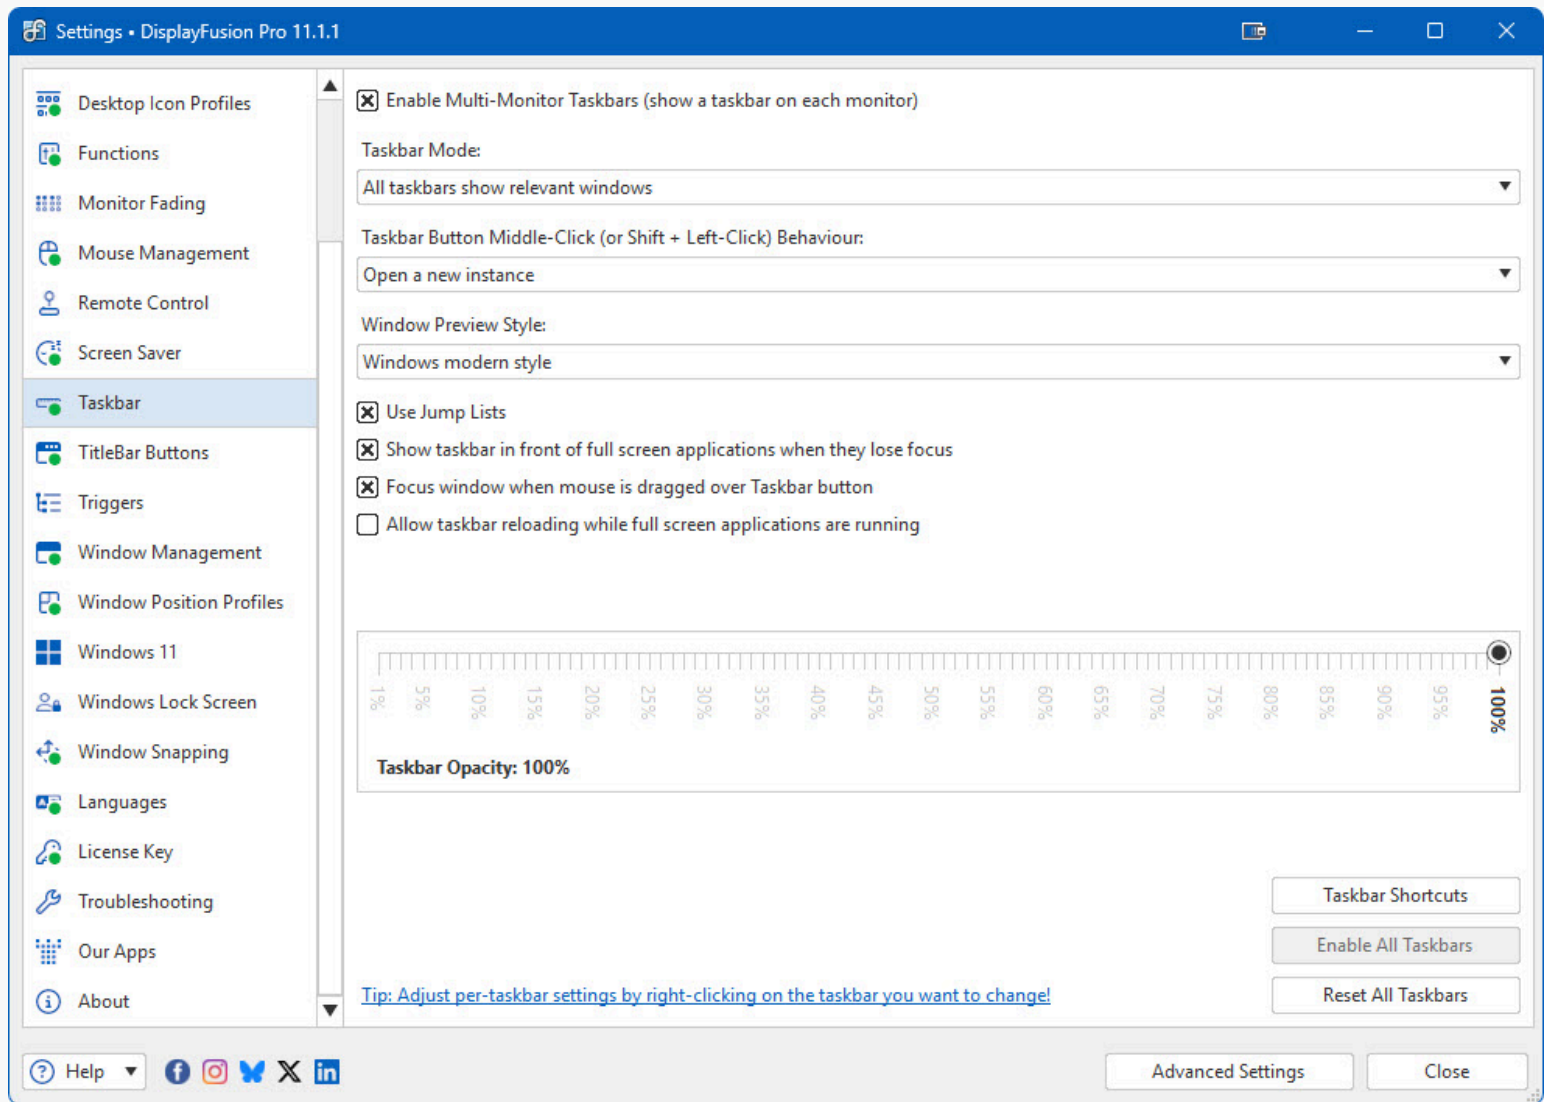 Settings • DisplayFusion Pro 11.1.1
Desktop Icon Profiles
Functions
Monitor Fading
Mouse Management
Remote Control
Screen Saver
Taskbar
TitleBar Buttons
Triggers
Window Management
Window Position Profiles
Windows 11
Windows Lock Screen
Window Snapping
Languages
License Key
Troubleshooting
Our Apps
About
Enable Multi-Monitor Taskbars (show a taskbar on each monitor)
Taskbar Mode:
All taskbars show relevant windows
Taskbar Button Middle-Click (or Shift + Left-Click) Behaviour:
Open a new instance
Window Preview Style:
Windows modern style
Use Jump Lists
Show taskbar in front of full screen applications when they lose focus
Focus window when mouse is dragged over Taskbar button
Allow taskbar reloading while full screen applications are running
1% 5% 10% 15% 20% 25% 30% 35% 40% 45% 50% 55% 60% 65% 70% 75% 80% 85% 90% 95% 100%
Taskbar Opacity: 100%
Taskbar Shortcuts
Enable All Taskbars
Tip: Adjust per-taskbar settings by right-clicking on the taskbar you want to change!
Reset All Taskbars
Help
Advanced Settings
Close